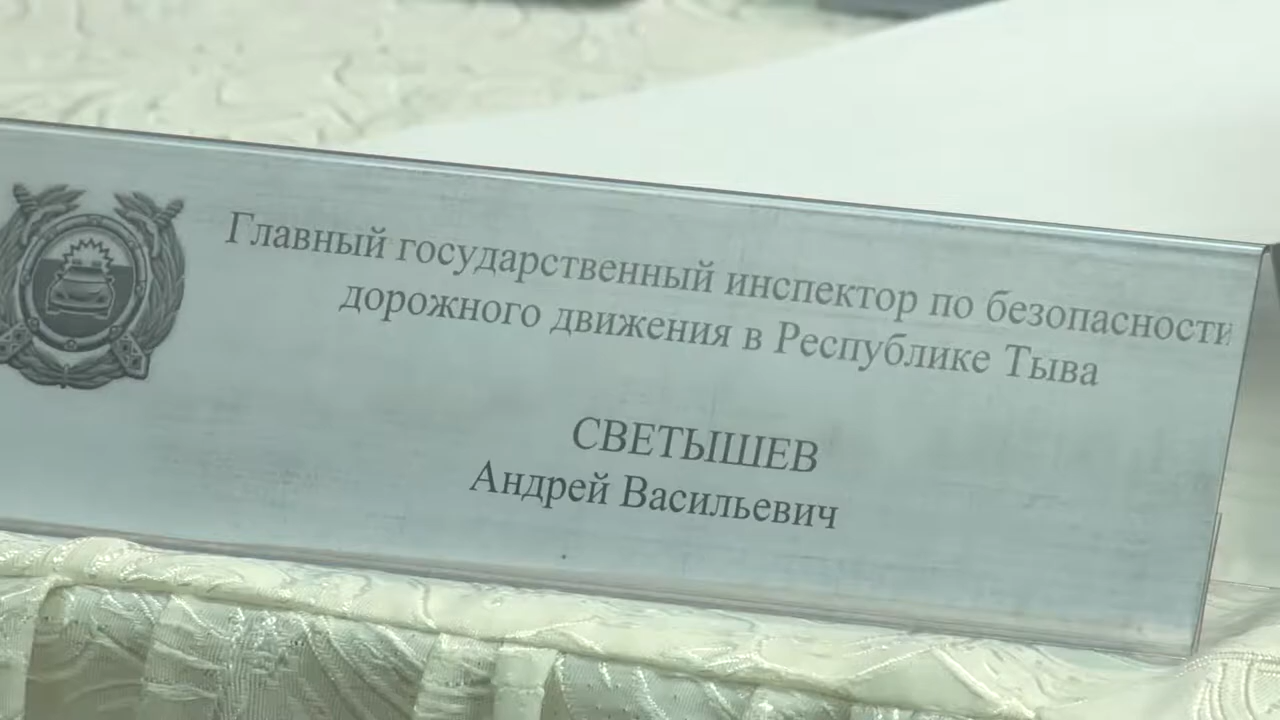 Главный государственный инспектор по безопасности
дорожного движения в Республике Тыва
СВЕТЫШЕВ
Андрей Васильевич